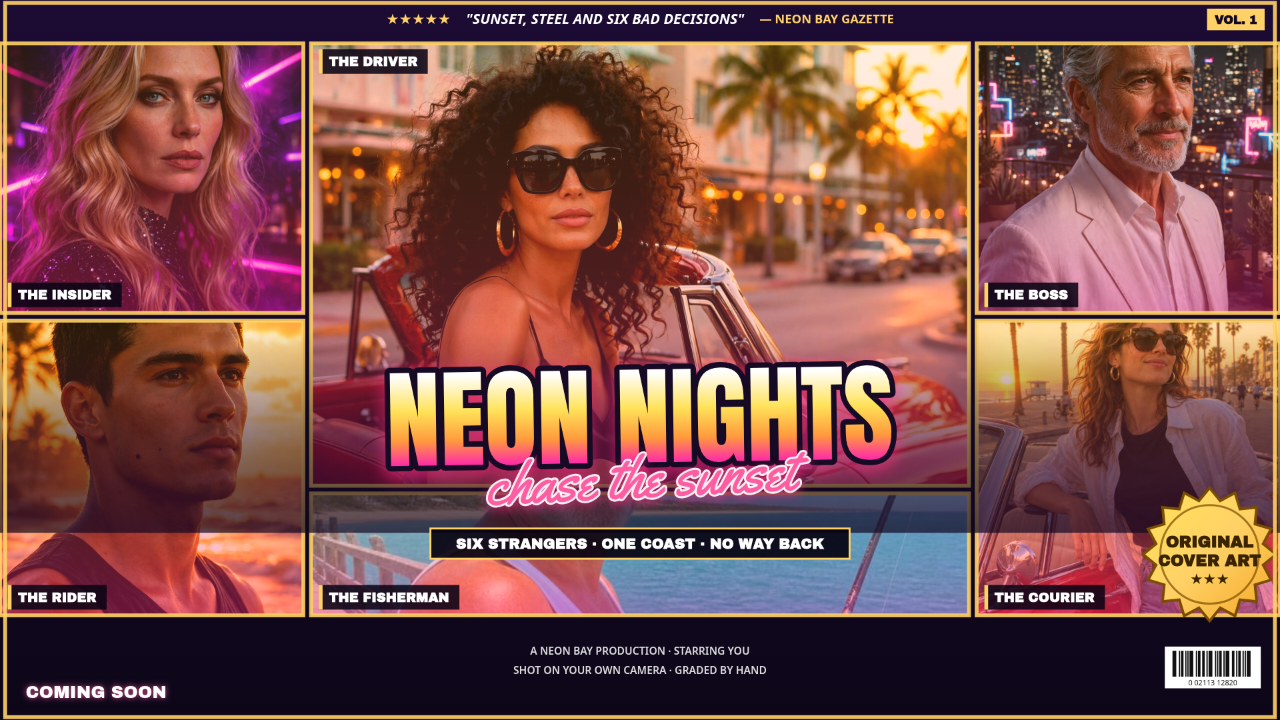 ★★★★★ "SUNSET, STEEL AND SIX BAD DECISIONS" — NEON BAY GAZETTE
VOL. 1
THE DRIVER
THE INSIDER
THE BOSS
NEON NIGHTS
chase the sunset
SIX STRANGERS · ONE COAST · NO WAY BACK
ORIGINAL
COVER ART
★★★
THE RIDER
THE FISHERMAN
THE COURIER
A NEON BAY PRODUCTION · STARRING YOU
SHOT ON YOUR OWN CAMERA · GRADED BY HAND
COMING SOON
0 02113 12820